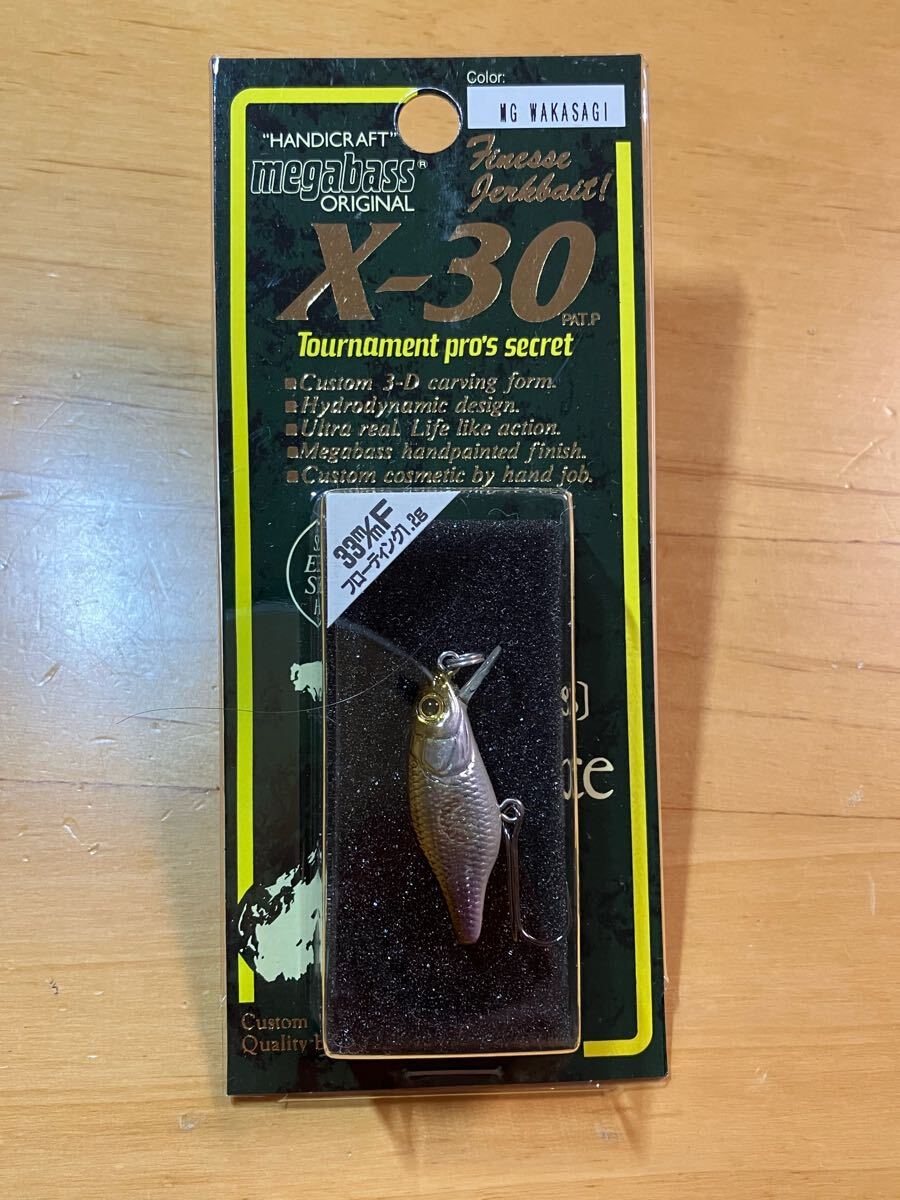 Color:
MG WAKASAGI
"HANDICRAFT"
megabass®
ORIGINAL
Finesse
Jerkbait!
X-30
PAT.P
Tournament pro's secret
■Custom 3-D carving form.
■Hydrodynamic design.
■Ultra real. Life like action.
■Megabass handpainted finish.
■Custom cosmetic by hand job.
33m/mF
フローティング1.2g
Custom
Quality